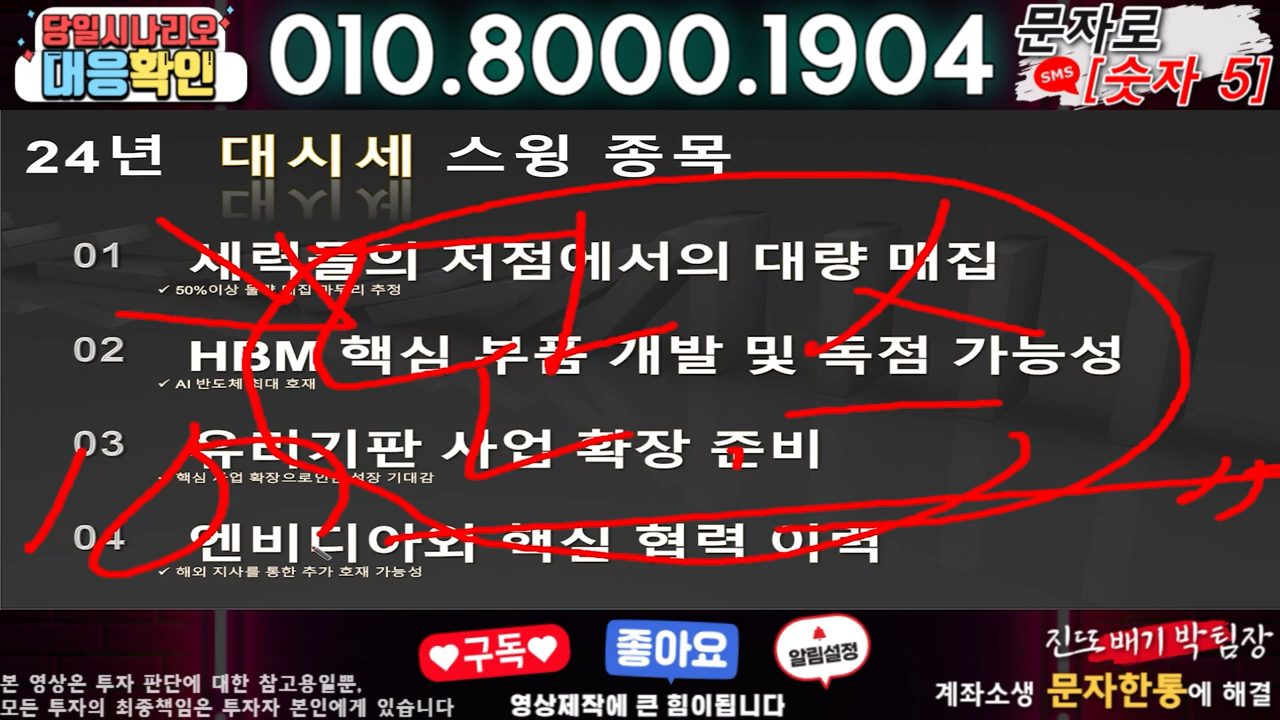 당일시나리오
대응확인
010.8000.1904
문자로
SMS [숫자 5]
24년 대시세 스윙 종목
01 세력들의 저점에서의 대량 매집
✓ 50%이상 물량 매집 마무리 추정
02 HBM 핵심 부품 개발 및 독점 가능성
✓ AI 반도체 최대 호재
03 유리기판 사업 확장 준비
✓ 핵심 사업 확장으로인한 성장 기대감
04 엔비디아와 핵심 협력 이력
✓ 해외 지사를 통한 추가 호재 가능성
구독
좋아요
알림설정
영상제작에 큰 힘이됩니다
본 영상은 투자 판단에 대한 참고용일뿐,
모든 투자의 최종책임은 투자자 본인에게 있습니다
진또배기 박팀장
계좌소생 문자한통에 해결